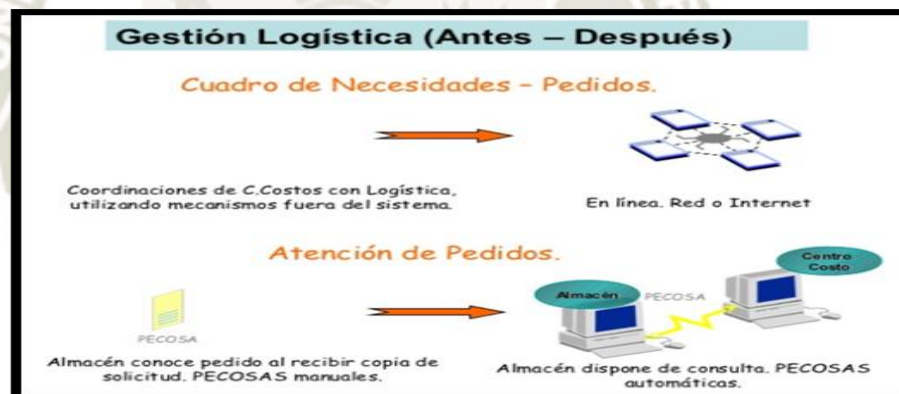 Gestión Logística (Antes – Después)
Cuadro de Necesidades – Pedidos.
Coordinaciones de C.Costos con Logística,
utilizando mecanismos fuera del sistema.
En línea. Red o Internet
Atención de Pedidos.
PECOSA
Almacén conoce pedido al recibir copia de
solicitud. PECOSAS manuales.
Almacén
PECOSA
Centro
Costo
Almacén dispone de consulta. PECOSAS
automáticas.